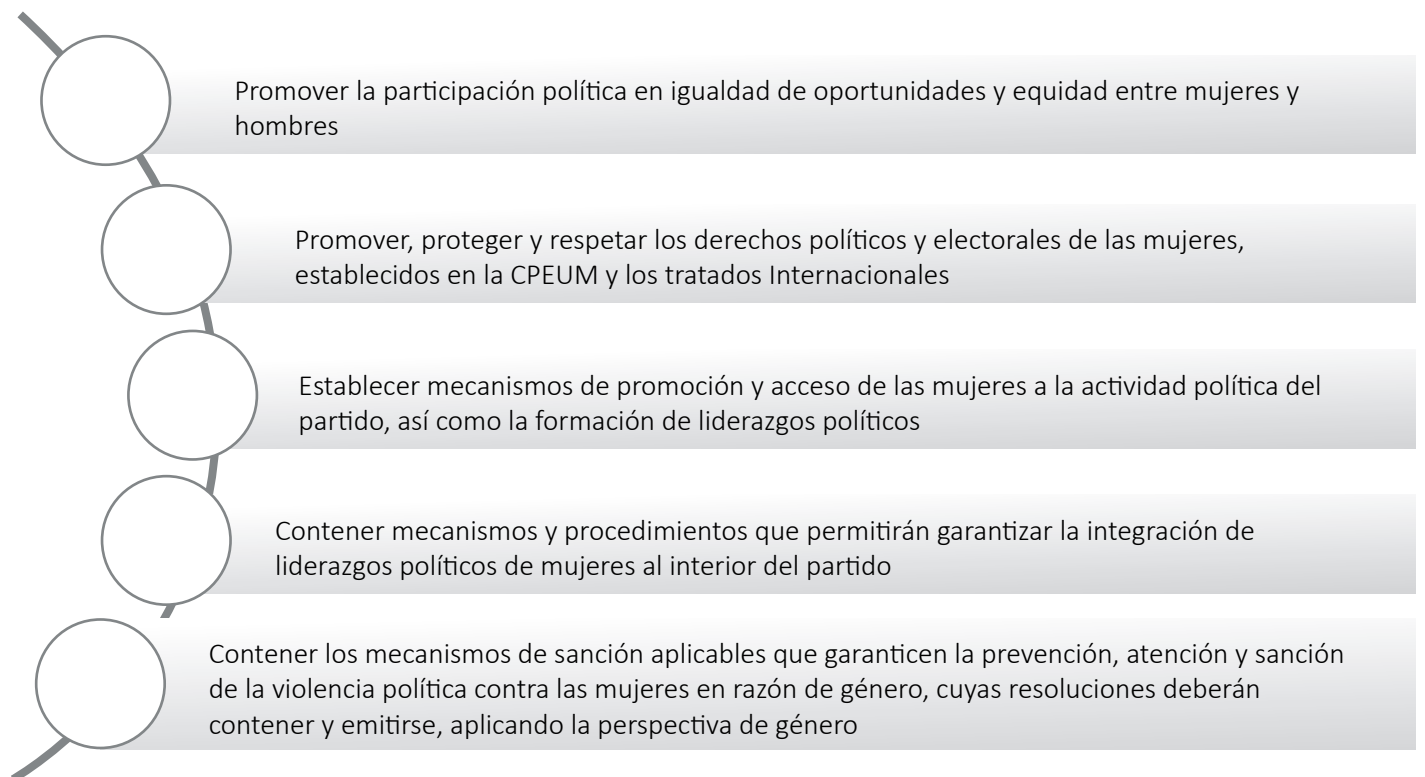 Promover la participación política en igualdad de oportunidades y equidad entre mujeres y
hombres
Promover, proteger y respetar los derechos políticos y electorales de las mujeres,
establecidos en la CPEUM y los tratados Internacionales
Establecer mecanismos de promoción y acceso de las mujeres a la actividad política del
partido, así como la formación de liderazgos políticos
Contener mecanismos y procedimientos que permitirán garantizar la integración de
liderazgos políticos de mujeres al interior del partido
Contener los mecanismos de sanción aplicables que garanticen la prevención, atención y sanción
de la violencia política contra las mujeres en razón de género, cuyas resoluciones deberán
contener y emitirse, aplicando la perspectiva de género